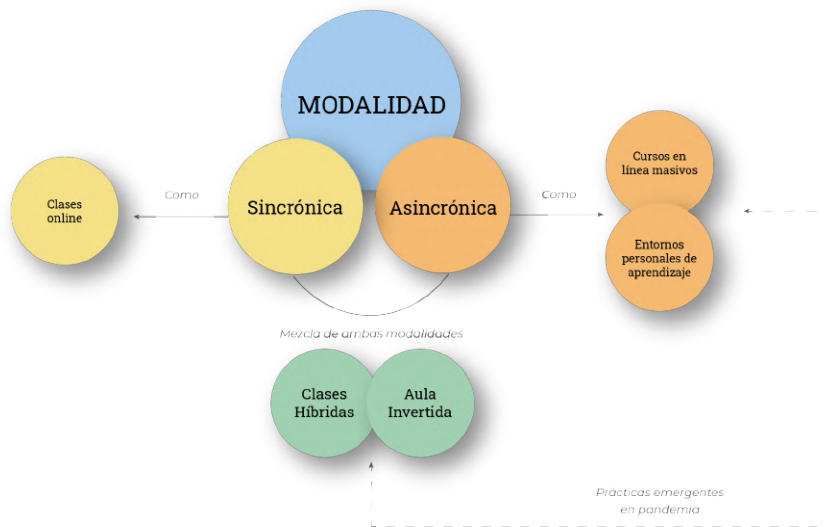 MODALIDAD
Sincrónica
Asincrónica
Como
Clases
online
Como
Cursos en
línea masivos
Entornos
personales de
aprendizaje
Mezcla de ambas modalidades
Clases
Híbridas
Aula
Invertida
Prácticas emergentes
en pandemia